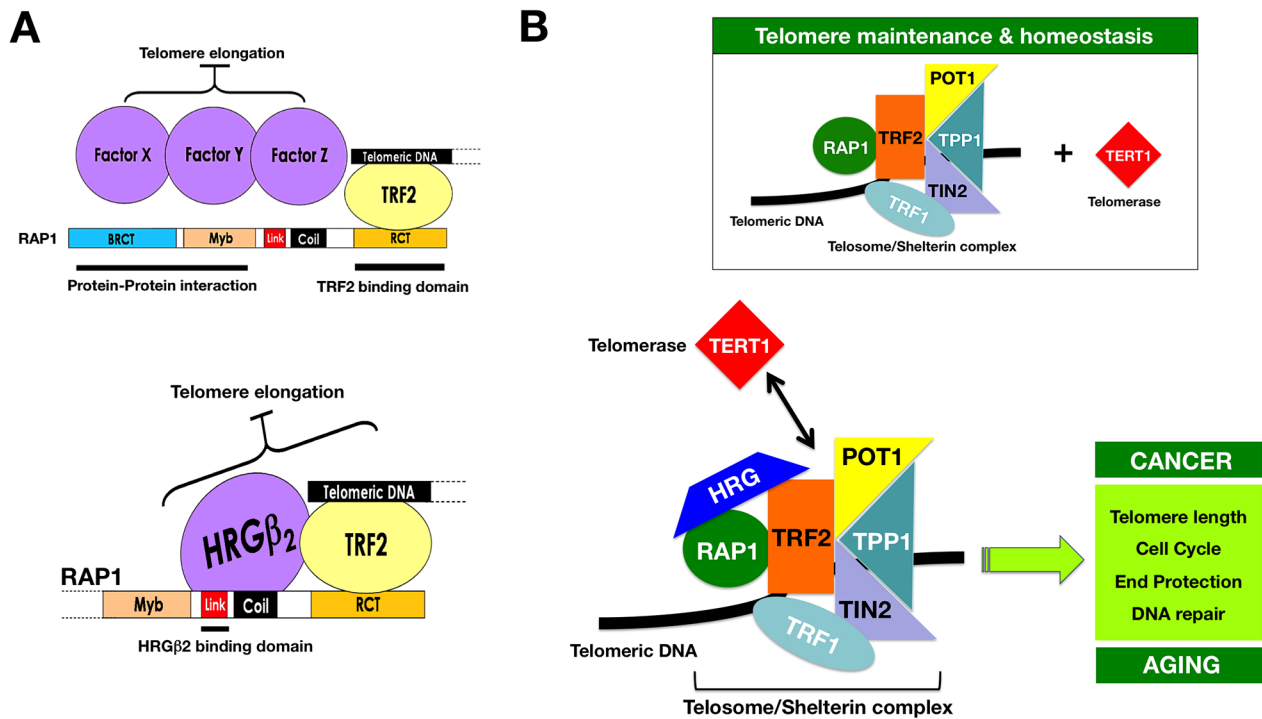 A
Telomere elongation
Factor X
Factor Y
Factor Z
Telomeric DNA
TRF2
RAP1
BRCT
Myb
Link
Coil
RCT
Protein-Protein interaction
TRF2 binding domain
Telomere elongation
Telomeric DNA
HRGβ2
TRF2
RAP1
Myb
Link
Coil
RCT
HRGβ2 binding domain
B
Telomere maintenance & homeostasis
POT1
TRF2
RAP1
TPP1
TIN2
TRF1
Telomeric DNA
Telosome/Shelterin complex
+
TERT1
Telomerase
Telomerase
TERT1
HRG
POT1
RAP1
TRF2
TPP1
TIN2
TRF1
Telomeric DNA
Telosome/Shelterin complex
CANCER
Telomere length
Cell Cycle
End Protection
DNA repair
AGING